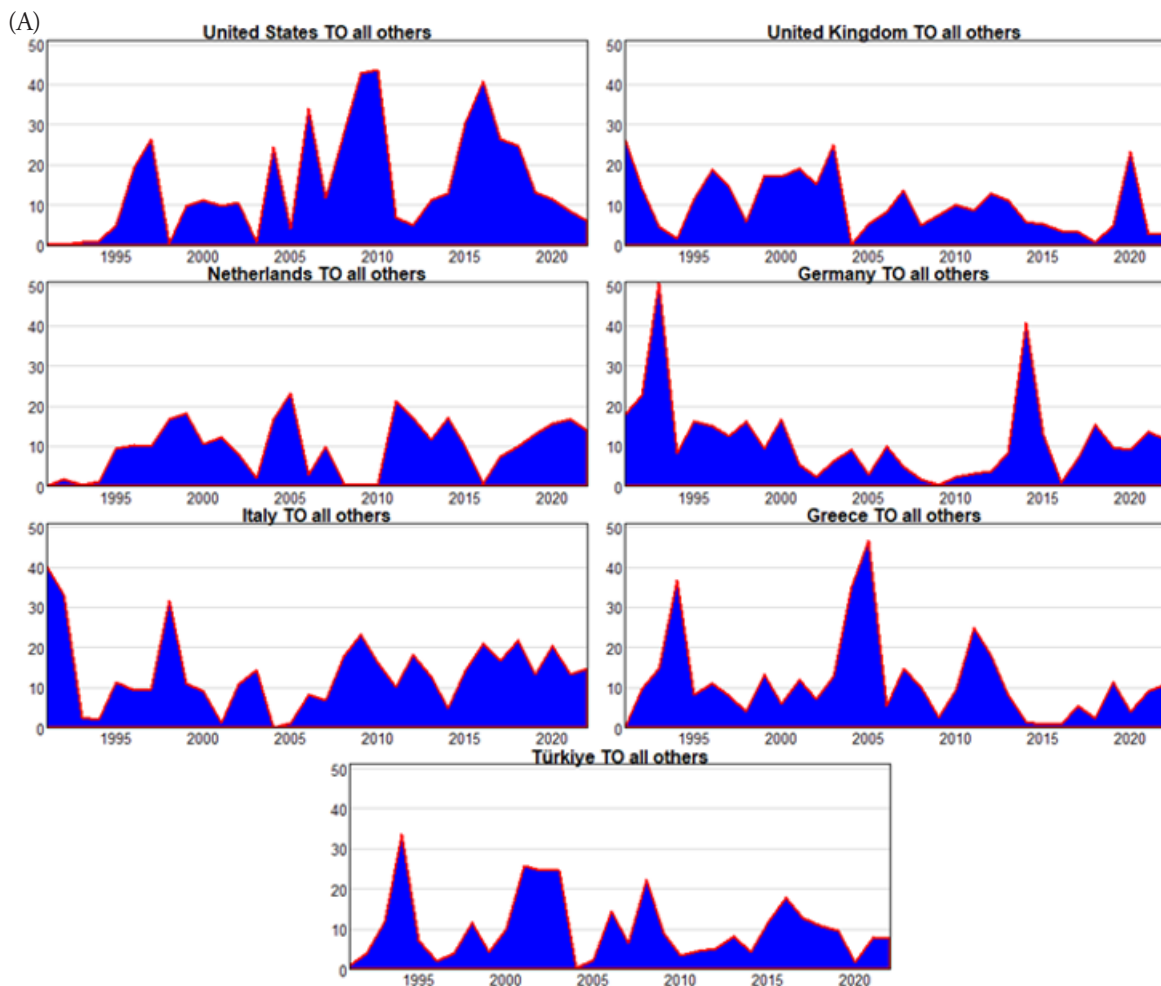 (A)
United States TO all others
50
40
30
20
10
0
1995 2000 2005 2010 2015 2020
United Kingdom TO all others
50
40
30
20
10
0
1995 2000 2005 2010 2015 2020
Netherlands TO all others
50
40
30
20
10
0
1995 2000 2005 2010 2015 2020
Germany TO all others
50
40
30
20
10
0
1995 2000 2005 2010 2015 2020
Italy TO all others
50
40
30
20
10
0
1995 2000 2005 2010 2015 2020
Greece TO all others
50
40
30
20
10
0
1995 2000 2005 2010 2015 2020
Türkiye TO all others
50
40
30
20
10
0
1995 2000 2005 2010 2015 2020